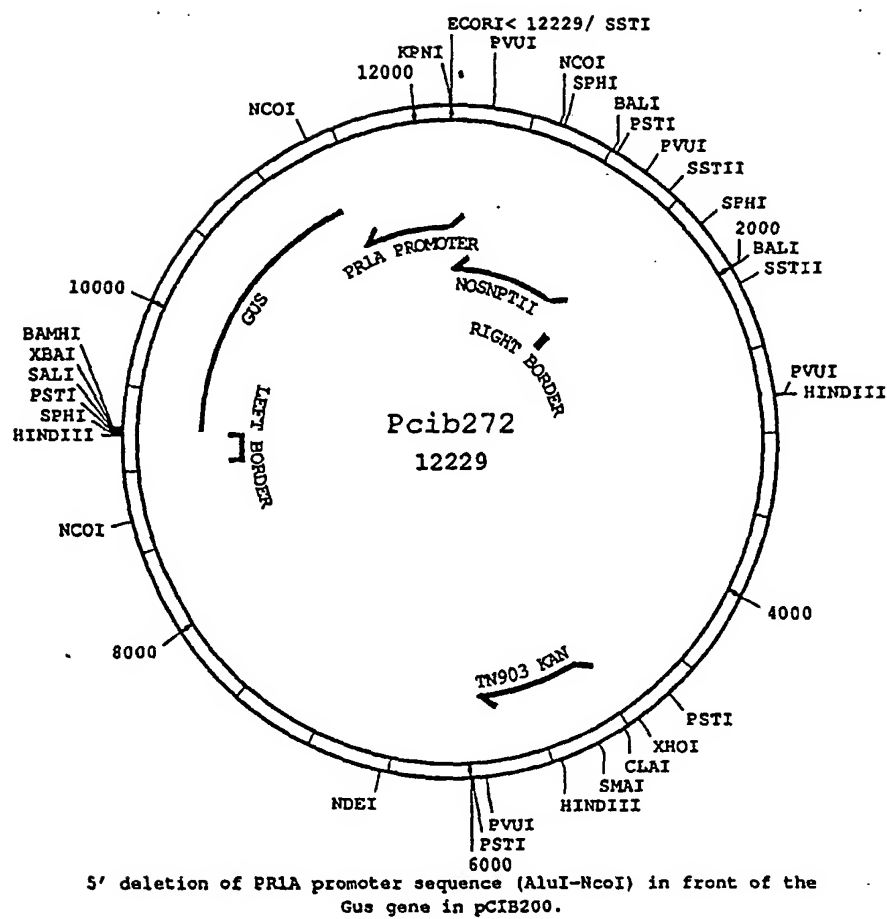 ECORI< 12229/ SSTI
KPNI
PVUI
12000
NCOI
NCOI
SPHI
BALI
PSTI
PVUI
SSTII
SPHI
2000
BALI
SSTII
PR1A PROMOTER
NOSNPTII
RIGHT BORDER
GUS
10000
BAMHI
XBAI
SALI
PSTI
SPHI
HINDIII
PVUI
HINDIII
LEFT BORDER
Pcib272
12229
NCOI
4000
8000
TN903 KAN
PSTI
XHOI
CLAI
SMAI
HINDIII
NDEI
PVUI
PSTI
6000
5' deletion of PR1A promoter sequence (AluI-NcoI) in front of the
Gus gene in pCIB200.